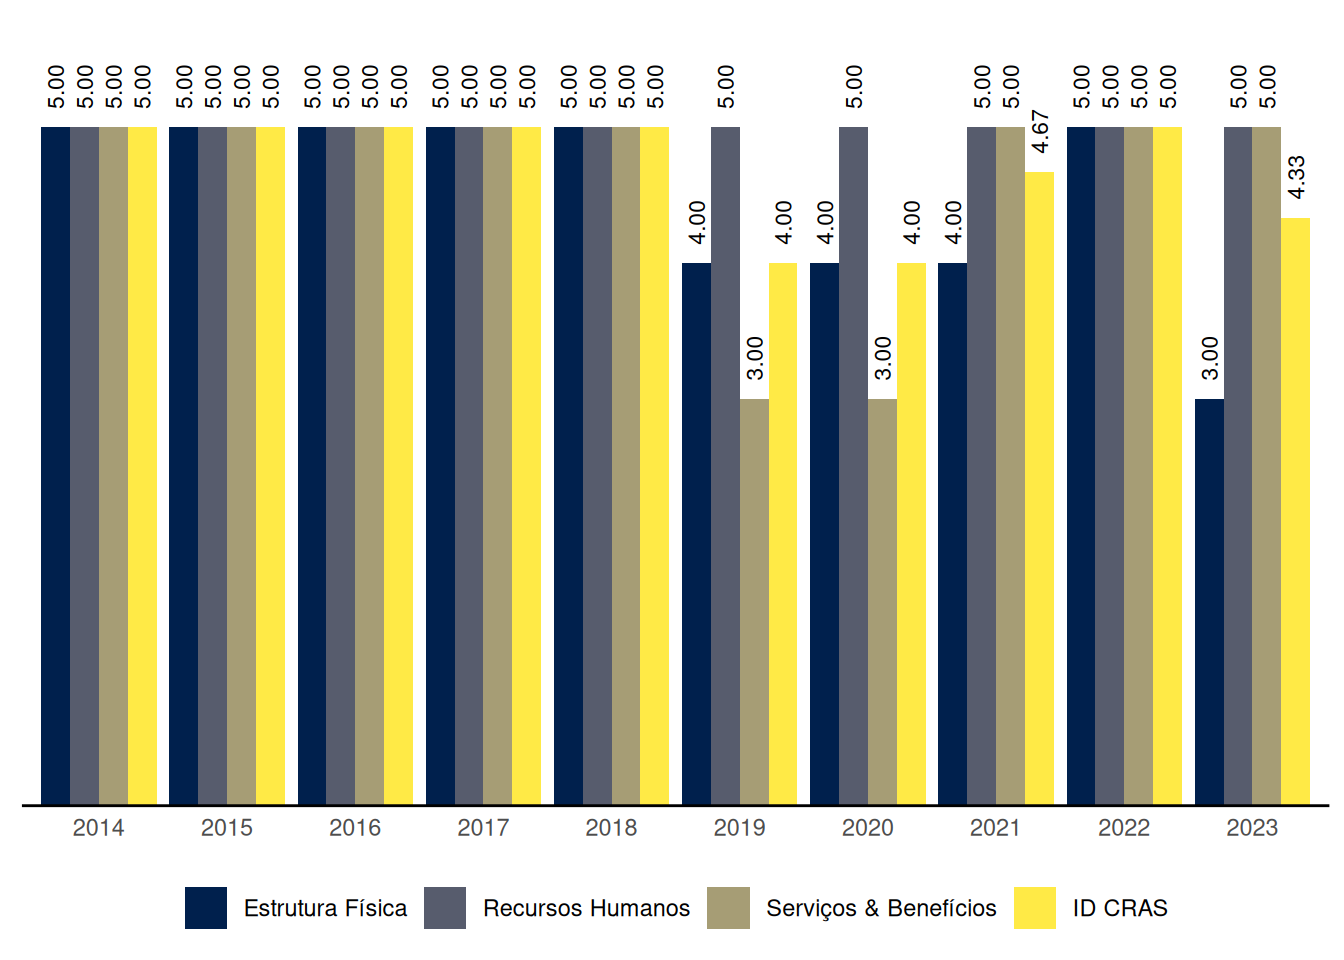 5.00 5.00 5.00 5.00 5.00 5.00 5.00 5.00 5.00 5.00 5.00 5.00 5.00 5.00 5.00 5.00 5.00 5.00 5.00 5.00 4.00 5.00 3.00 4.00 4.00 5.00 3.00 4.00 4.00 5.00 5.00 4.67 5.00 5.00 5.00 5.00 3.00 5.00 5.00 4.33
2014 2015 2016 2017 2018 2019 2020 2021 2022 2023
Estrutura Física Recursos Humanos Serviços & Benefícios ID CRAS